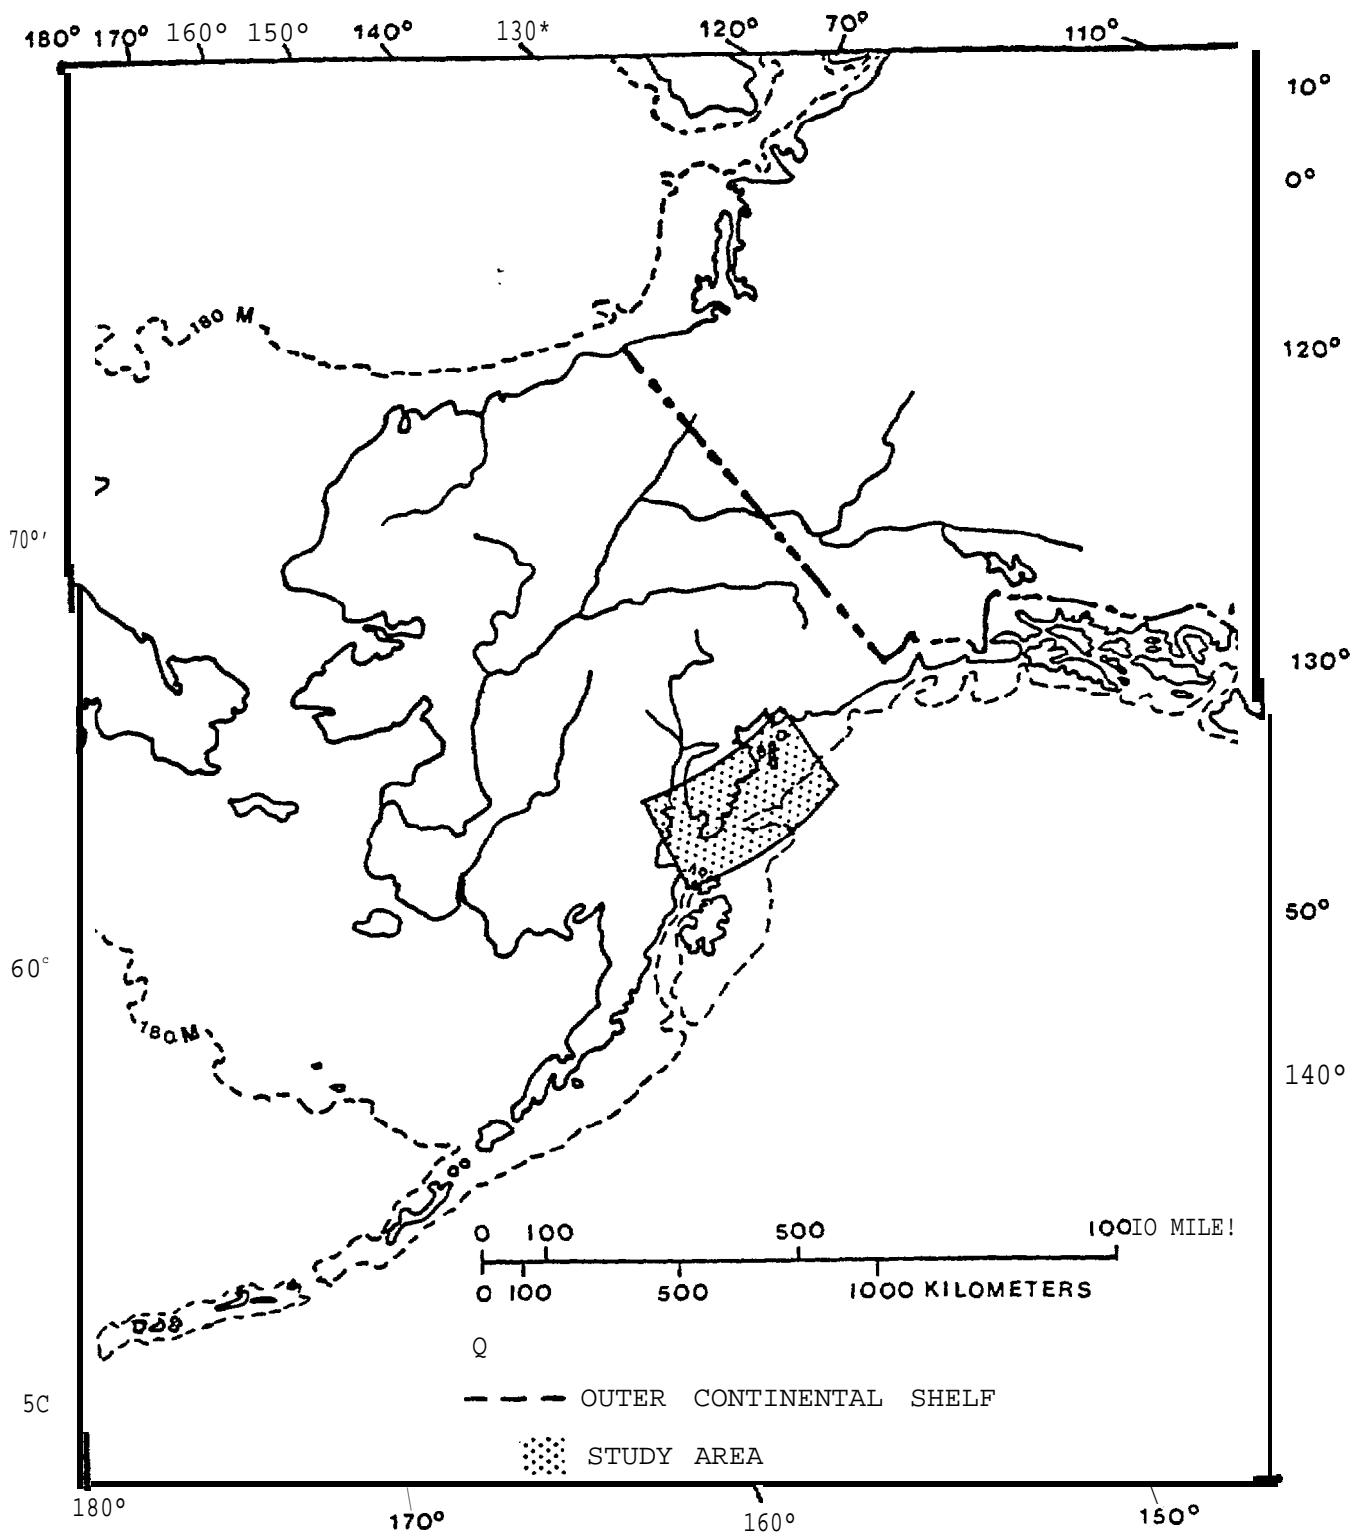 180° 170° 160° 150° 140° 130* 120° 70° 110°
10°
0°
180 M
120°
70°'
130°
50°
60c
180M
140°
0 100 500 100IO MILE!
0 100 500 1000 KILOMETERS
Q
OUTER CONTINENTAL SHELF
5C
STUDY AREA
180° 170° 160° 150°